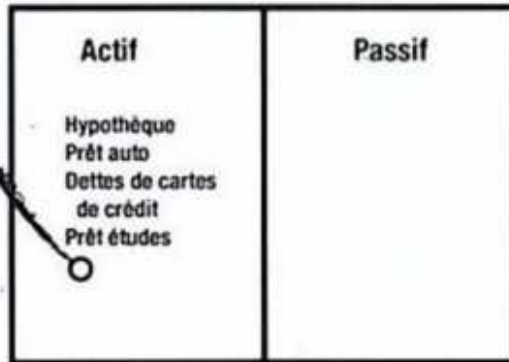 Actif
Passif
Hypothèque
Prêt auto
Dettes de cartes
de crédit
Prêt études